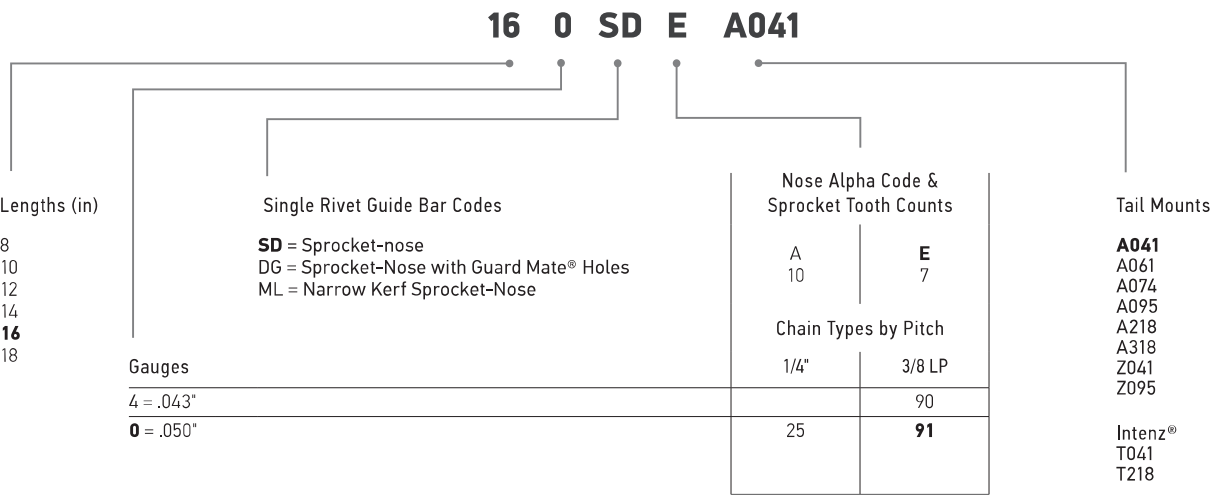 16 0 SD E A041
Lengths (in)
8
10
12
14
16
18
Gauges
4 = .043"
0 = .050"
Single Rivet Guide Bar Codes
SD = Sprocket-nose
DG = Sprocket-Nose with Guard Mate® Holes
ML = Narrow Kerf Sprocket-Nose
Nose Alpha Code &
Sprocket Tooth Counts
A E
10 7
Chain Types by Pitch
1/4" 3/8 LP
90
25 91
Tail Mounts
A041
A061
A074
A095
A218
A318
Z041
Z095
Intenz®
T041
T218